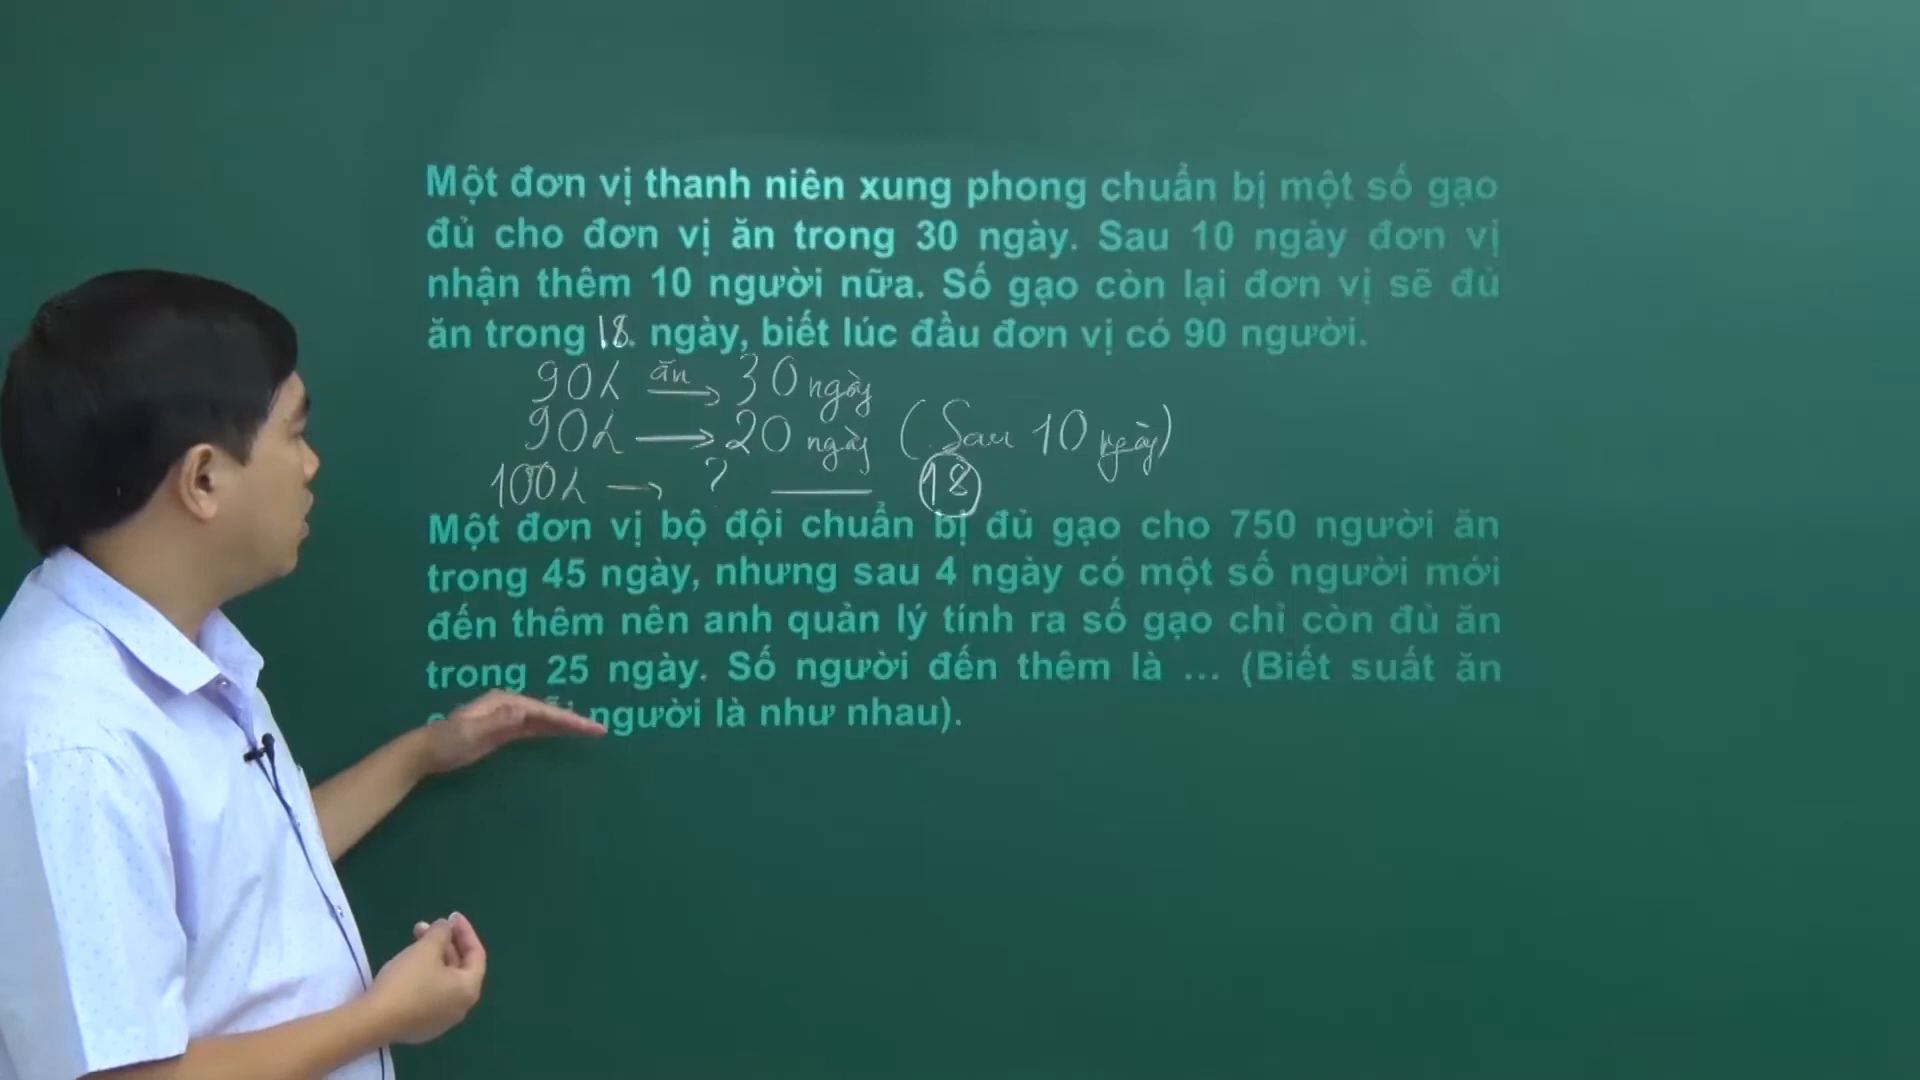 Một đơn vị thanh niên xung phong chuẩn bị một số gạo
đủ cho đơn vị ăn trong 30 ngày. Sau 10 ngày đơn vị
nhận thêm 10 người nữa. Số gạo còn lại đơn vị sẽ đủ
ăn trong 18. ngày, biết lúc đầu đơn vị có 90 người.
ăn
90 → 30 ngày
90 → 20 ngày (Sau 10 ngày)
100 → ? 18
Một đơn vị bộ đội chuẩn bị đủ gạo cho 750 người ăn
trong 45 ngày, nhưng sau 4 ngày có một số người mới
đến thêm nên anh quản lý tính ra số gạo chỉ còn đủ ăn
trong 25 ngày. Số người đến thêm là ... (Biết suất ăn
người là như nhau).